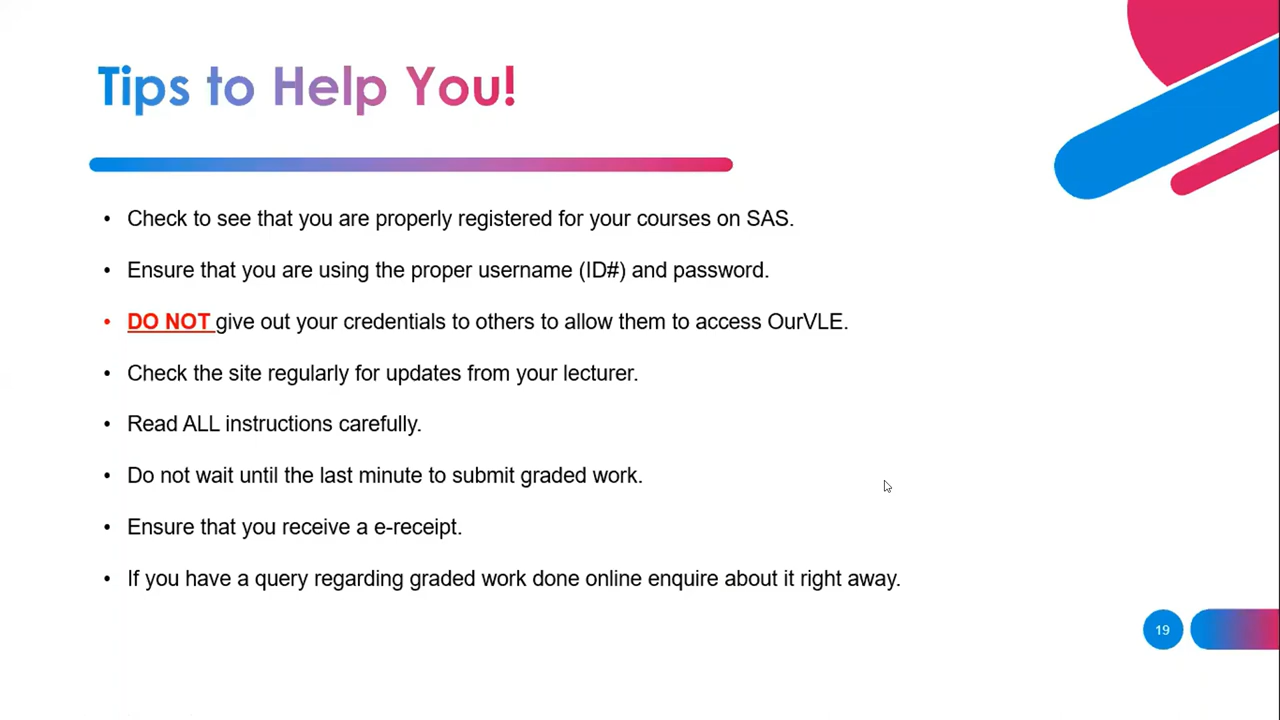 Tips to Help You!
• Check to see that you are properly registered for your courses on SAS.
• Ensure that you are using the proper username (ID#) and password.
• DO NOT give out your credentials to others to allow them to access OurVLE.
• Check the site regularly for updates from your lecturer.
• Read ALL instructions carefully.
• Do not wait until the last minute to submit graded work.
• Ensure that you receive a e-receipt.
• If you have a query regarding graded work done online enquire about it right away.
19